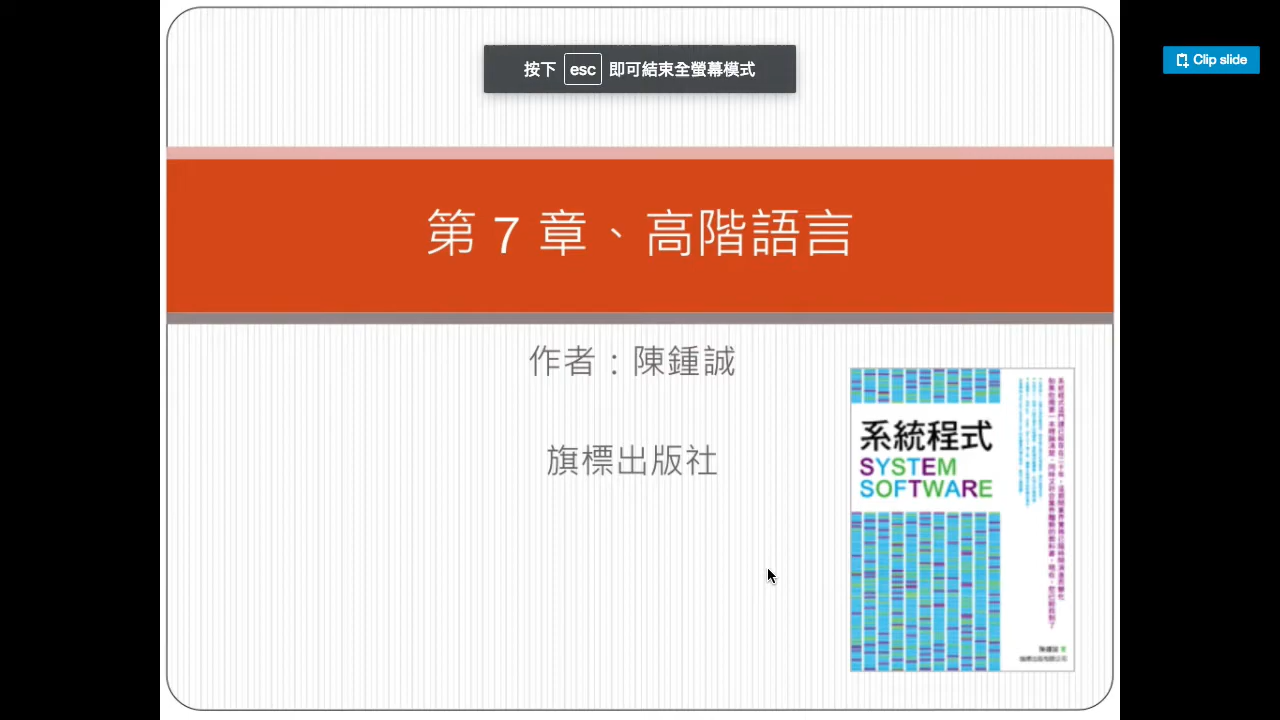 按下 esc 即可結束全螢幕模式
Clip slide
第 7 章、高階語言
作者：陳鍾誠
旗標出版社
系統程式
SYSTEM
SOFTWARE